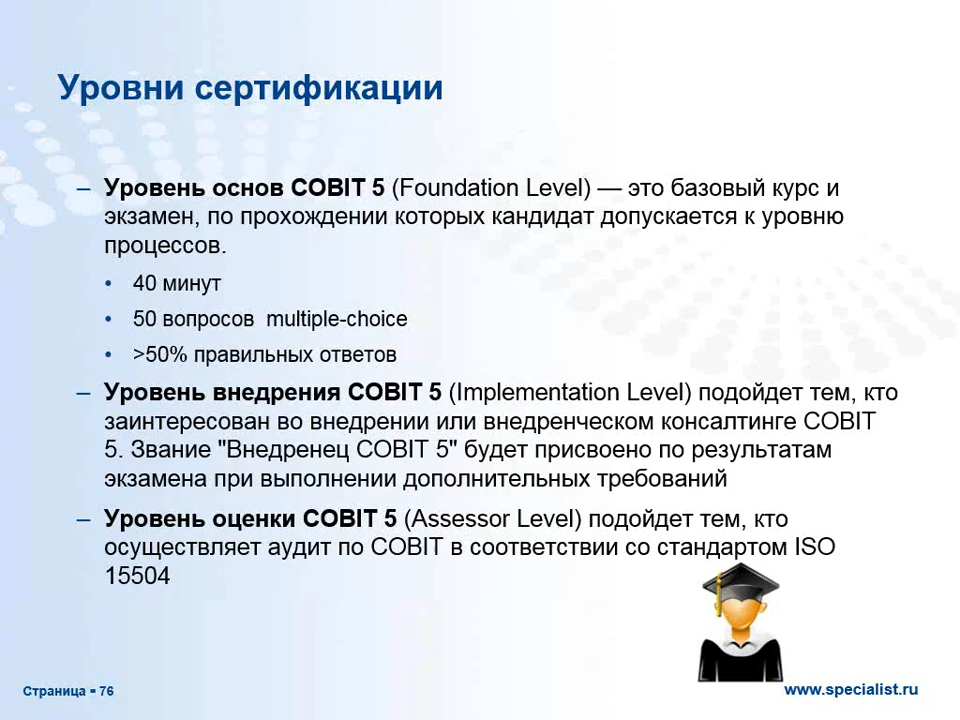 Уровни сертификации
– Уровень основ COBIT 5 (Foundation Level) — это базовый курс и
экзамен, по прохождении которых кандидат допускается к уровню
процессов.
• 40 минут
• 50 вопросов  multiple-choice
• >50% правильных ответов
– Уровень внедрения COBIT 5 (Implementation Level) подойдет тем, кто
заинтересован во внедрении или внедренческом консалтинге COBIT
5. Звание "Внедренец COBIT 5" будет присвоено по результатам
экзамена при выполнении дополнительных требований
– Уровень оценки COBIT 5 (Assessor Level) подойдет тем, кто
осуществляет аудит по COBIT в соответствии со стандартом ISO
15504
Страница ▪ 76
www.specialist.ru